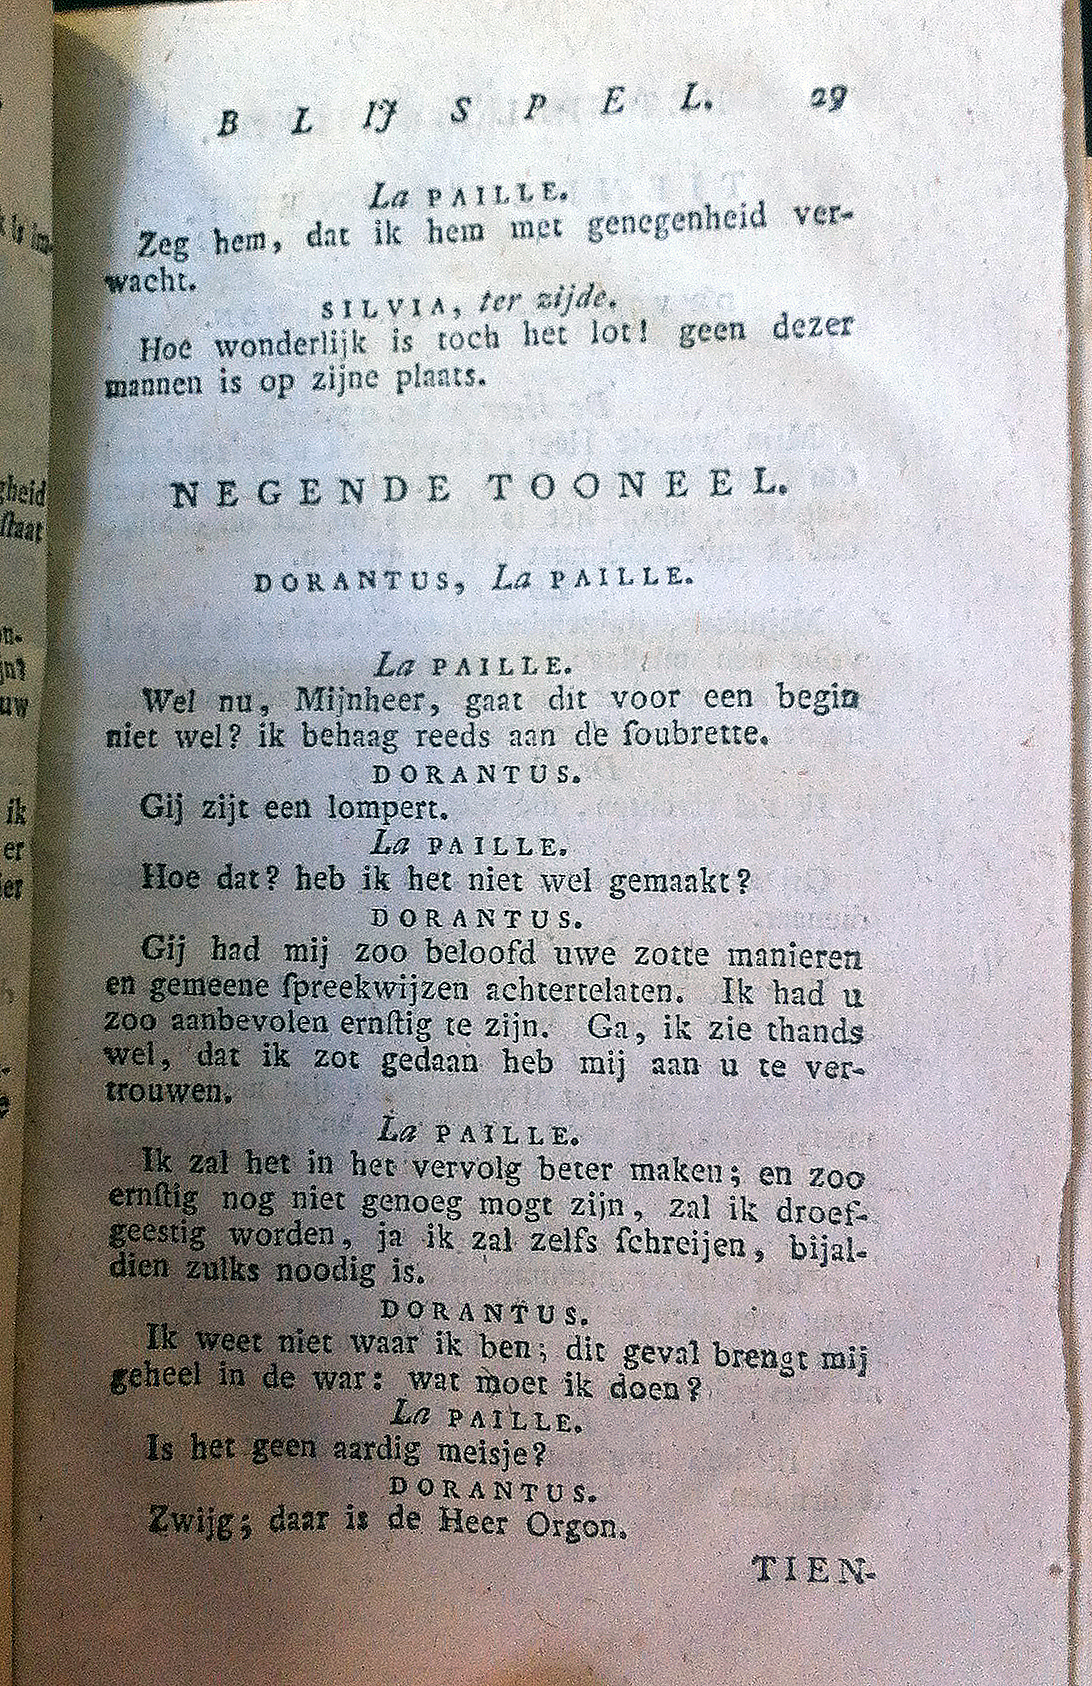 B L IJ S P E L. 29
La PAILLE.
Zeg hem, dat ik hem met genegenheid ver-
wacht.
SILVIA, ter zijde.
Hoe wonderlijk is toch het lot! geen dezer
mannen is op zijne plaats.
NEGENDE TOONEEL.
DORANTUS, La PAILLE.
La PAILLE.
Wel nu, Mijnheer, gaat dit voor een begin
niet wel? ik behaag reeds aan de ſoubrette.
DORANTUS.
Gij zijt een lompert.
La PAILLE.
Hoe dat? heb ik het niet wel gemaakt?
DORANTUS.
Gij had mij zoo beloofd uwe zotte manieren
en gemeene ſpreekwijzen achtertelaten. Ik had u
zoo aanbevolen ernſtig te zijn. Ga, ik zie thands
wel, dat ik zot gedaan heb mij aan u te ver-
trouwen.
La PAILLE.
Ik zal het in het vervolg beter maken; en zoo
ernſtig nog niet genoeg mogt zijn, zal ik droef-
geestig worden, ja ik zal zelfs ſchreijen, bijal-
dien zulks noodig is.
DORANTUS.
Ik weet niet waar ik ben; dit geval brengt mij
geheel in de war: wat moet ik doen?
La PAILLE.
Is het geen aardig meisje?
DORANTUS.
Zwijg; daar is de Heer Orgon.
TIEN-